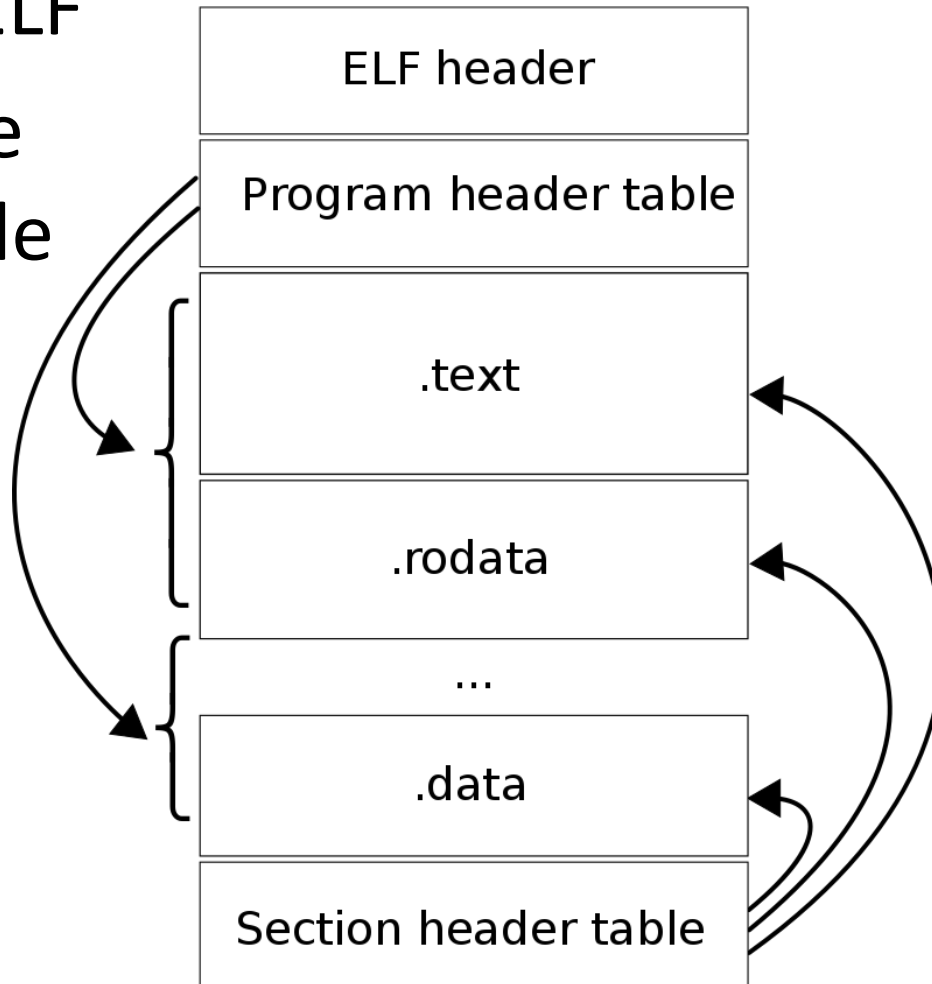 ELF header
Program header table
.text
.rodata
...
.data
Section header table